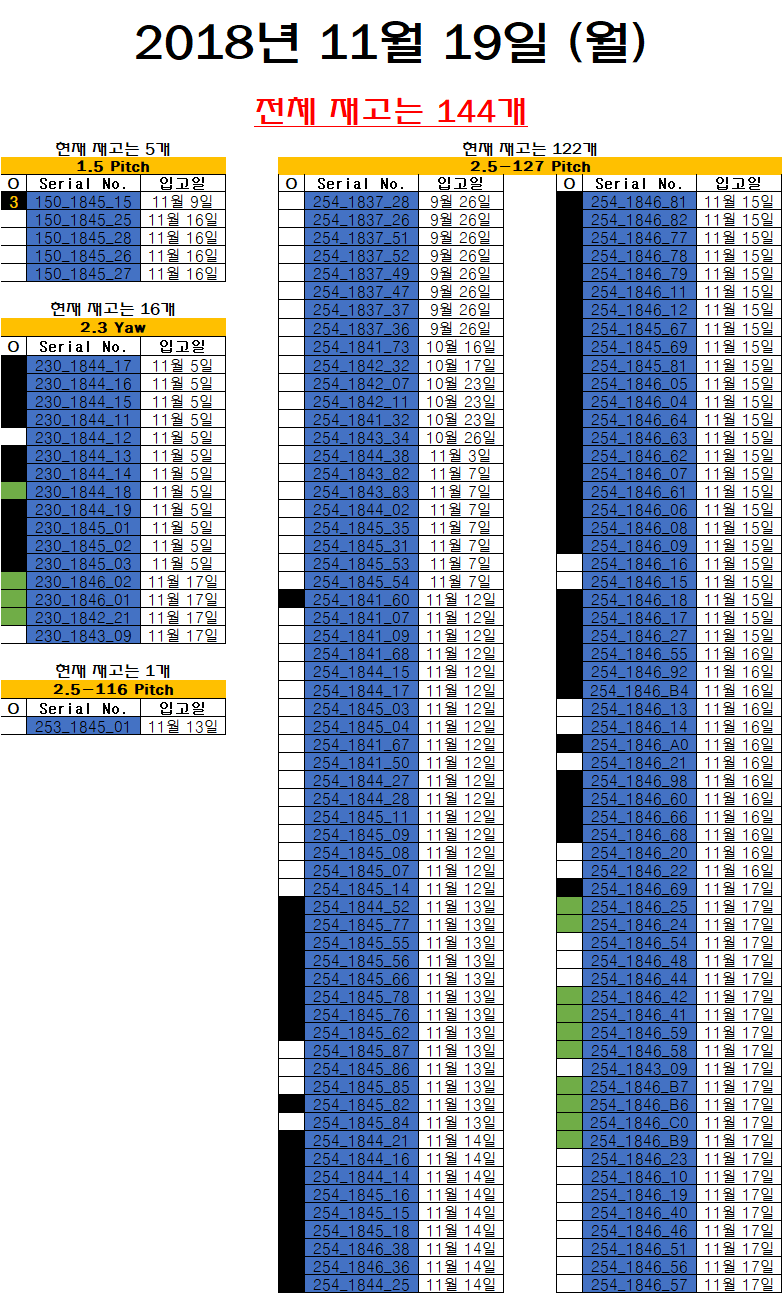 2018년 11월 19일 (월)
전체 재고는 144개
현재 재고는 5개
1.5 Pitch
O Serial No. 입고일
3 150_1845_15 11월 9일
150_1845_25 11월 16일
150_1845_28 11월 16일
150_1845_26 11월 16일
150_1845_27 11월 16일
현재 재고는 16개
2.3 Yaw
O Serial No. 입고일
230_1844_17 11월 5일
230_1844_16 11월 5일
230_1844_15 11월 5일
230_1844_11 11월 5일
230_1844_12 11월 5일
230_1844_13 11월 5일
230_1844_14 11월 5일
230_1844_18 11월 5일
230_1844_19 11월 5일
230_1845_01 11월 5일
230_1845_02 11월 5일
230_1845_03 11월 5일
230_1846_02 11월 17일
230_1846_01 11월 17일
230_1842_21 11월 17일
230_1843_09 11월 17일
현재 재고는 1개
2.5-116 Pitch
O Serial No. 입고일
253_1845_01 11월 13일
현재 재고는 122개
2.5-127 Pitch
O Serial No. 입고일
254_1837_28 9월 26일
254_1837_26 9월 26일
254_1837_51 9월 26일
254_1837_52 9월 26일
254_1837_49 9월 26일
254_1837_47 9월 26일
254_1837_37 9월 26일
254_1837_36 9월 26일
254_1841_73 10월 16일
254_1842_32 10월 17일
254_1842_07 10월 23일
254_1842_11 10월 23일
254_1841_32 10월 23일
254_1843_34 10월 26일
254_1844_38 11월 3일
254_1843_82 11월 7일
254_1843_83 11월 7일
254_1844_02 11월 7일
254_1845_35 11월 7일
254_1845_31 11월 7일
254_1845_53 11월 7일
254_1845_54 11월 7일
254_1841_60 11월 12일
254_1841_07 11월 12일
254_1841_09 11월 12일
254_1841_68 11월 12일
254_1844_15 11월 12일
254_1844_17 11월 12일
254_1845_03 11월 12일
254_1845_04 11월 12일
254_1841_67 11월 12일
254_1841_50 11월 12일
254_1844_27 11월 12일
254_1844_28 11월 12일
254_1845_11 11월 12일
254_1845_09 11월 12일
254_1845_08 11월 12일
254_1845_07 11월 12일
254_1845_14 11월 12일
254_1844_52 11월 13일
254_1845_77 11월 13일
254_1845_55 11월 13일
254_1845_56 11월 13일
254_1845_66 11월 13일
254_1845_78 11월 13일
254_1845_76 11월 13일
254_1845_62 11월 13일
254_1845_87 11월 13일
254_1845_86 11월 13일
254_1845_85 11월 13일
254_1845_82 11월 13일
254_1845_84 11월 13일
254_1844_21 11월 14일
254_1844_16 11월 14일
254_1844_14 11월 14일
254_1845_16 11월 14일
254_1845_15 11월 14일
254_1845_18 11월 14일
254_1846_38 11월 14일
254_1846_36 11월 14일
254_1844_25 11월 14일
O Serial No. 입고일
254_1846_81 11월 15일
254_1846_82 11월 15일
254_1846_77 11월 15일
254_1846_78 11월 15일
254_1846_79 11월 15일
254_1846_11 11월 15일
254_1846_12 11월 15일
254_1845_67 11월 15일
254_1845_69 11월 15일
254_1845_81 11월 15일
254_1846_05 11월 15일
254_1846_04 11월 15일
254_1846_64 11월 15일
254_1846_63 11월 15일
254_1846_62 11월 15일
254_1846_07 11월 15일
254_1846_61 11월 15일
254_1846_06 11월 15일
254_1846_08 11월 15일
254_1846_09 11월 15일
254_1846_16 11월 15일
254_1846_15 11월 15일
254_1846_18 11월 15일
254_1846_17 11월 15일
254_1846_27 11월 15일
254_1846_55 11월 16일
254_1846_92 11월 16일
254_1846_B4 11월 16일
254_1846_13 11월 16일
254_1846_14 11월 16일
254_1846_A0 11월 16일
254_1846_21 11월 16일
254_1846_98 11월 16일
254_1846_60 11월 16일
254_1846_66 11월 16일
254_1846_68 11월 16일
254_1846_20 11월 16일
254_1846_22 11월 16일
254_1846_69 11월 17일
254_1846_25 11월 17일
254_1846_24 11월 17일
254_1846_54 11월 17일
254_1846_48 11월 17일
254_1846_44 11월 17일
254_1846_42 11월 17일
254_1846_41 11월 17일
254_1846_59 11월 17일
254_1846_58 11월 17일
254_1843_09 11월 17일
254_1846_B7 11월 17일
254_1846_B6 11월 17일
254_1846_C0 11월 17일
254_1846_B9 11월 17일
254_1846_23 11월 17일
254_1846_10 11월 17일
254_1846_19 11월 17일
254_1846_40 11월 17일
254_1846_46 11월 17일
254_1846_51 11월 17일
254_1846_56 11월 17일
254_1846_57 11월 17일